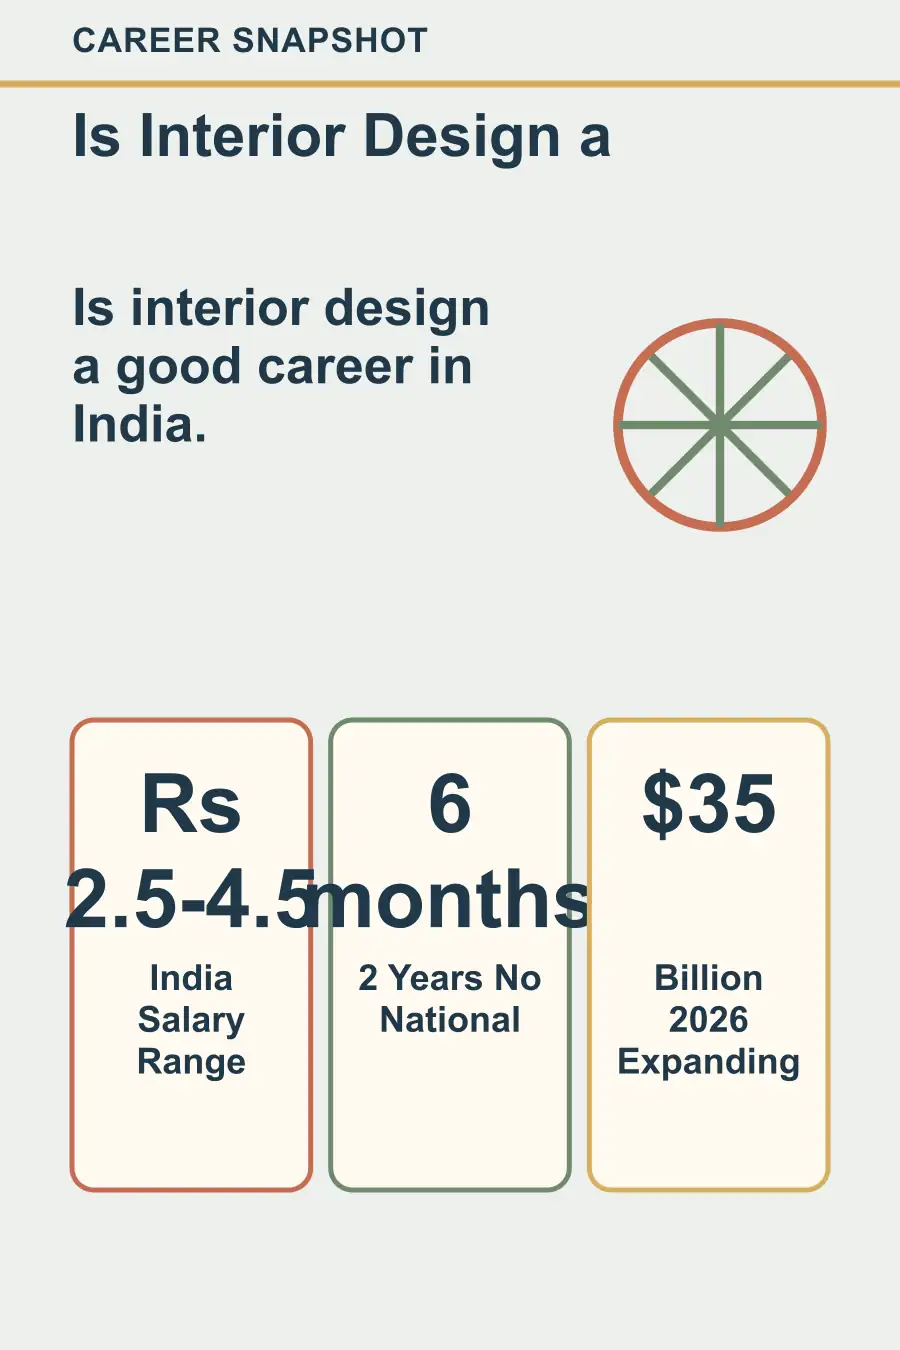 CAREER SNAPSHOT
Is Interior Design a
Is interior design
a good career in
India.
Rs
2.5-4.5
India
Salary
Range
6
months
2 Years No
National
$35
Billion
2026
Expanding